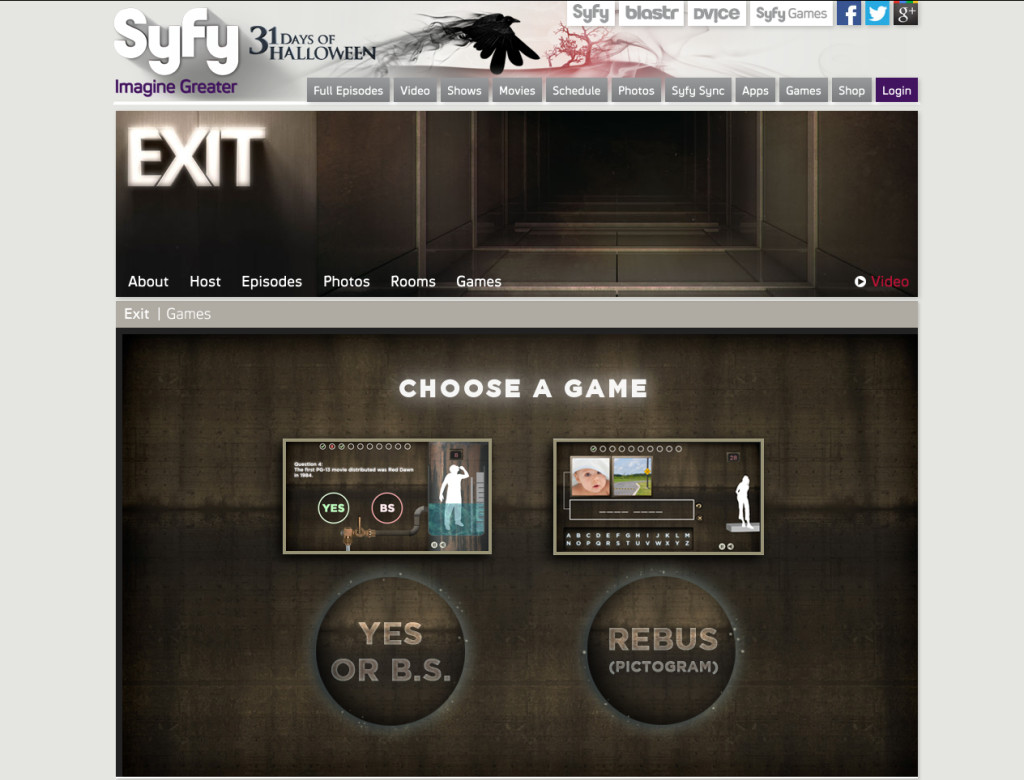 Syfy
Imagine Greater
31 DAYS OF
HALLOWEEN
Syfy blastr DVICE Syfy Games f g+
Full Episodes Video Shows Movies Schedule Photos Syfy Sync Apps Games Shop Login
EXIT
About Host Episodes Photos Rooms Games Video
Exit | Games
CHOOSE A GAME
Question 4:
The first PG-13 movie distributed was Red Dawn
in 1984.
YES BS
A B C D E F G H I J K L M
N O P Q R S T U V W X Y Z
YES
OR B.S.
REBUS
(PICTOGRAM)